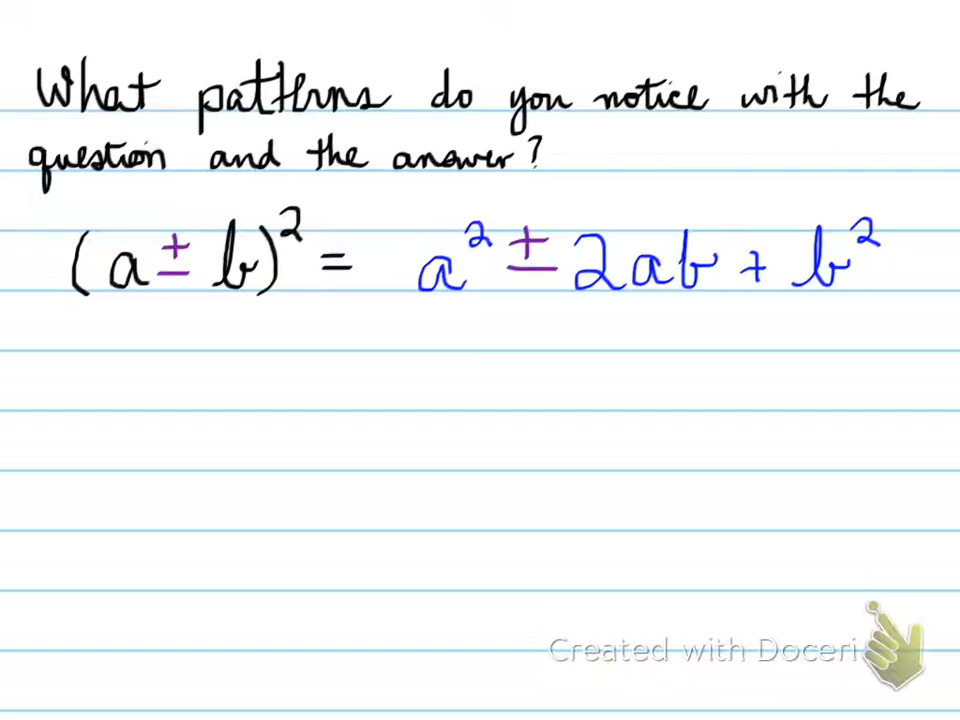 What patterns do you notice with the
question and the answer?
(a ± b)² = a² ± 2ab + b²
Created with Doceri